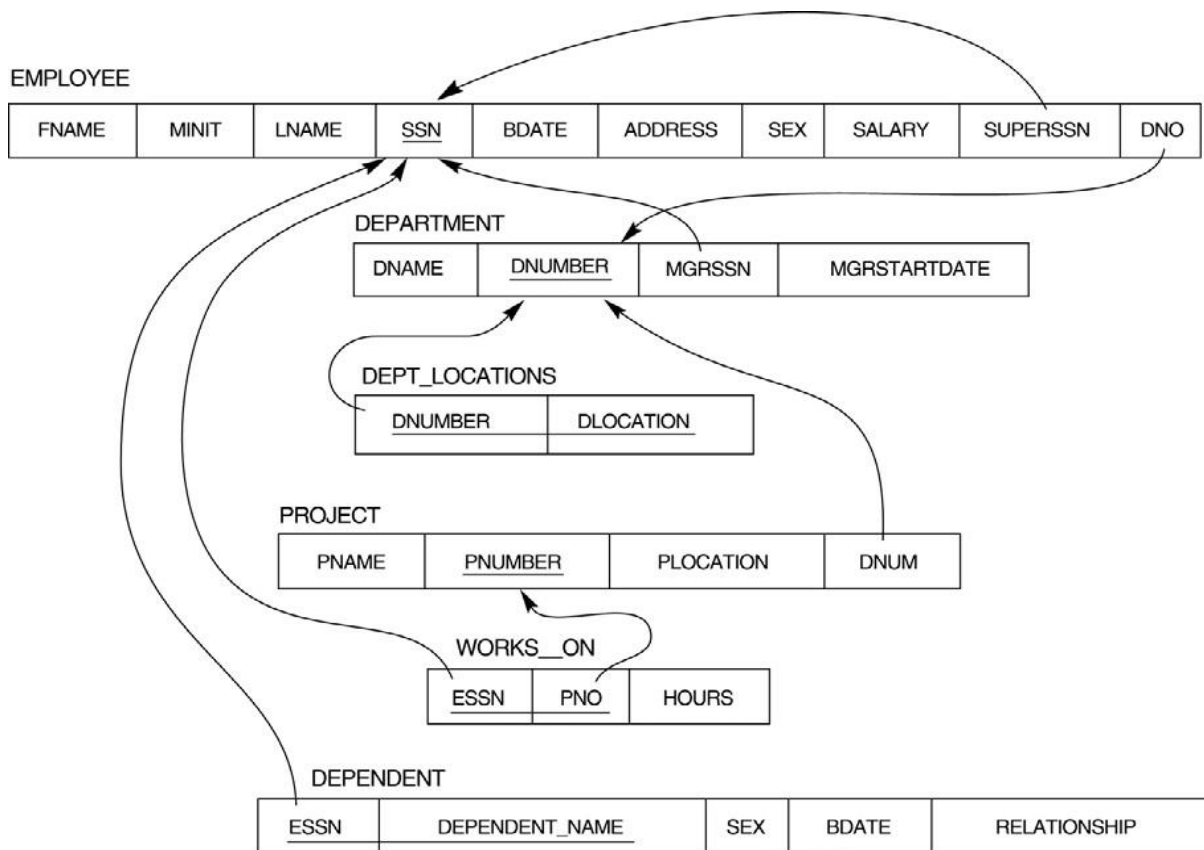 EMPLOYEE
FNAME MINIT LNAME SSN BDATE ADDRESS SEX SALARY SUPERSSN DNO
DEPARTMENT
DNAME DNUMBER MGRSSN MGRSTARTDATE
DEPT_LOCATIONS
DNUMBER DLOCATION
PROJECT
PNAME PNUMBER PLOCATION DNUM
WORKS__ON
ESSN PNO HOURS
DEPENDENT
ESSN DEPENDENT_NAME SEX BDATE RELATIONSHIP